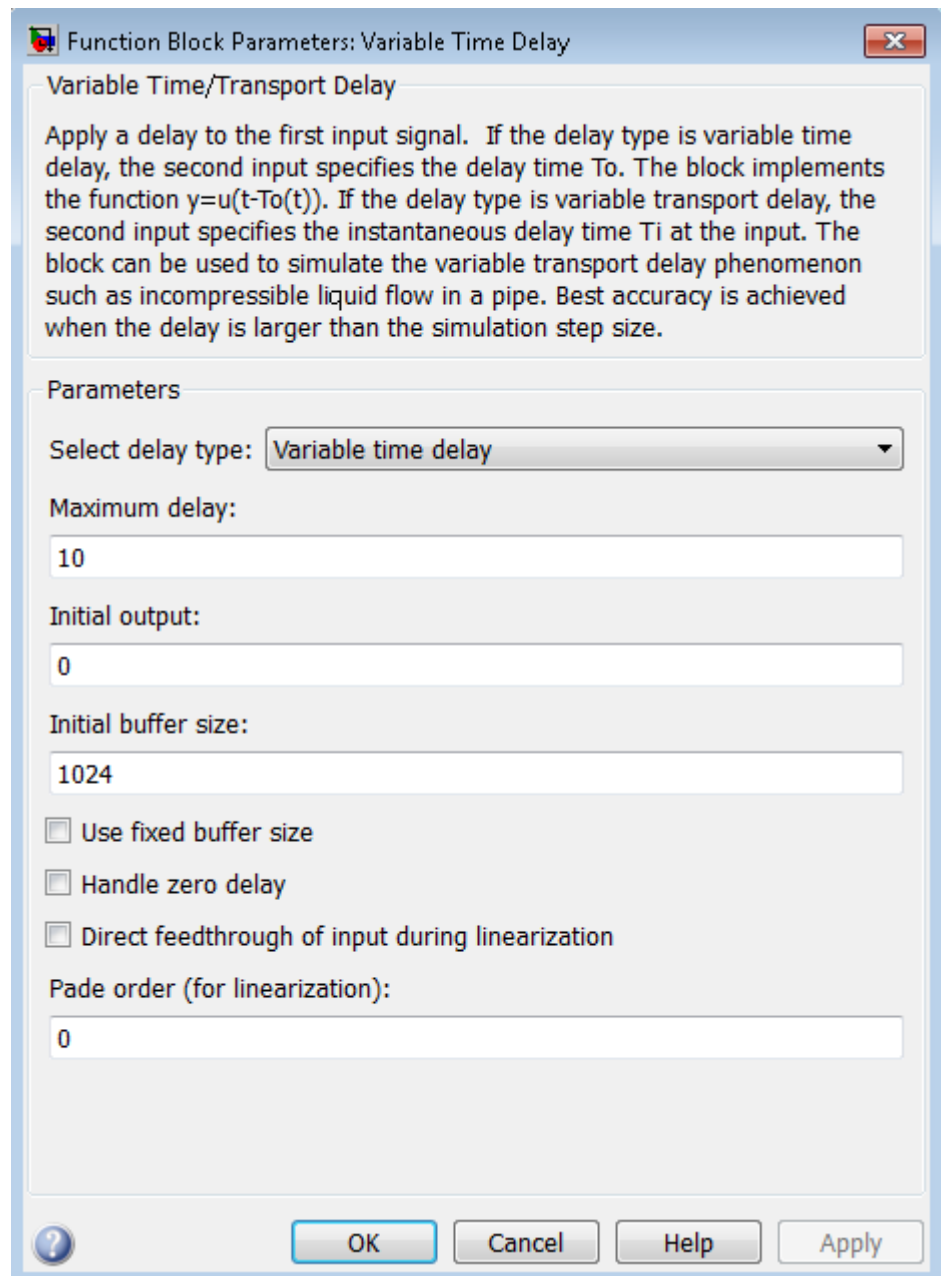 Function Block Parameters: Variable Time Delay
Variable Time/Transport Delay
Apply a delay to the first input signal.  If the delay type is variable time
delay, the second input specifies the delay time To. The block implements
the function y=u(t-To(t)). If the delay type is variable transport delay, the
second input specifies the instantaneous delay time Ti at the input. The
block can be used to simulate the variable transport delay phenomenon
such as incompressible liquid flow in a pipe. Best accuracy is achieved
when the delay is larger than the simulation step size.
Parameters
Select delay type: Variable time delay
Maximum delay:
10
Initial output:
0
Initial buffer size:
1024
Use fixed buffer size
Handle zero delay
Direct feedthrough of input during linearization
Pade order (for linearization):
0
? OK Cancel Help Apply